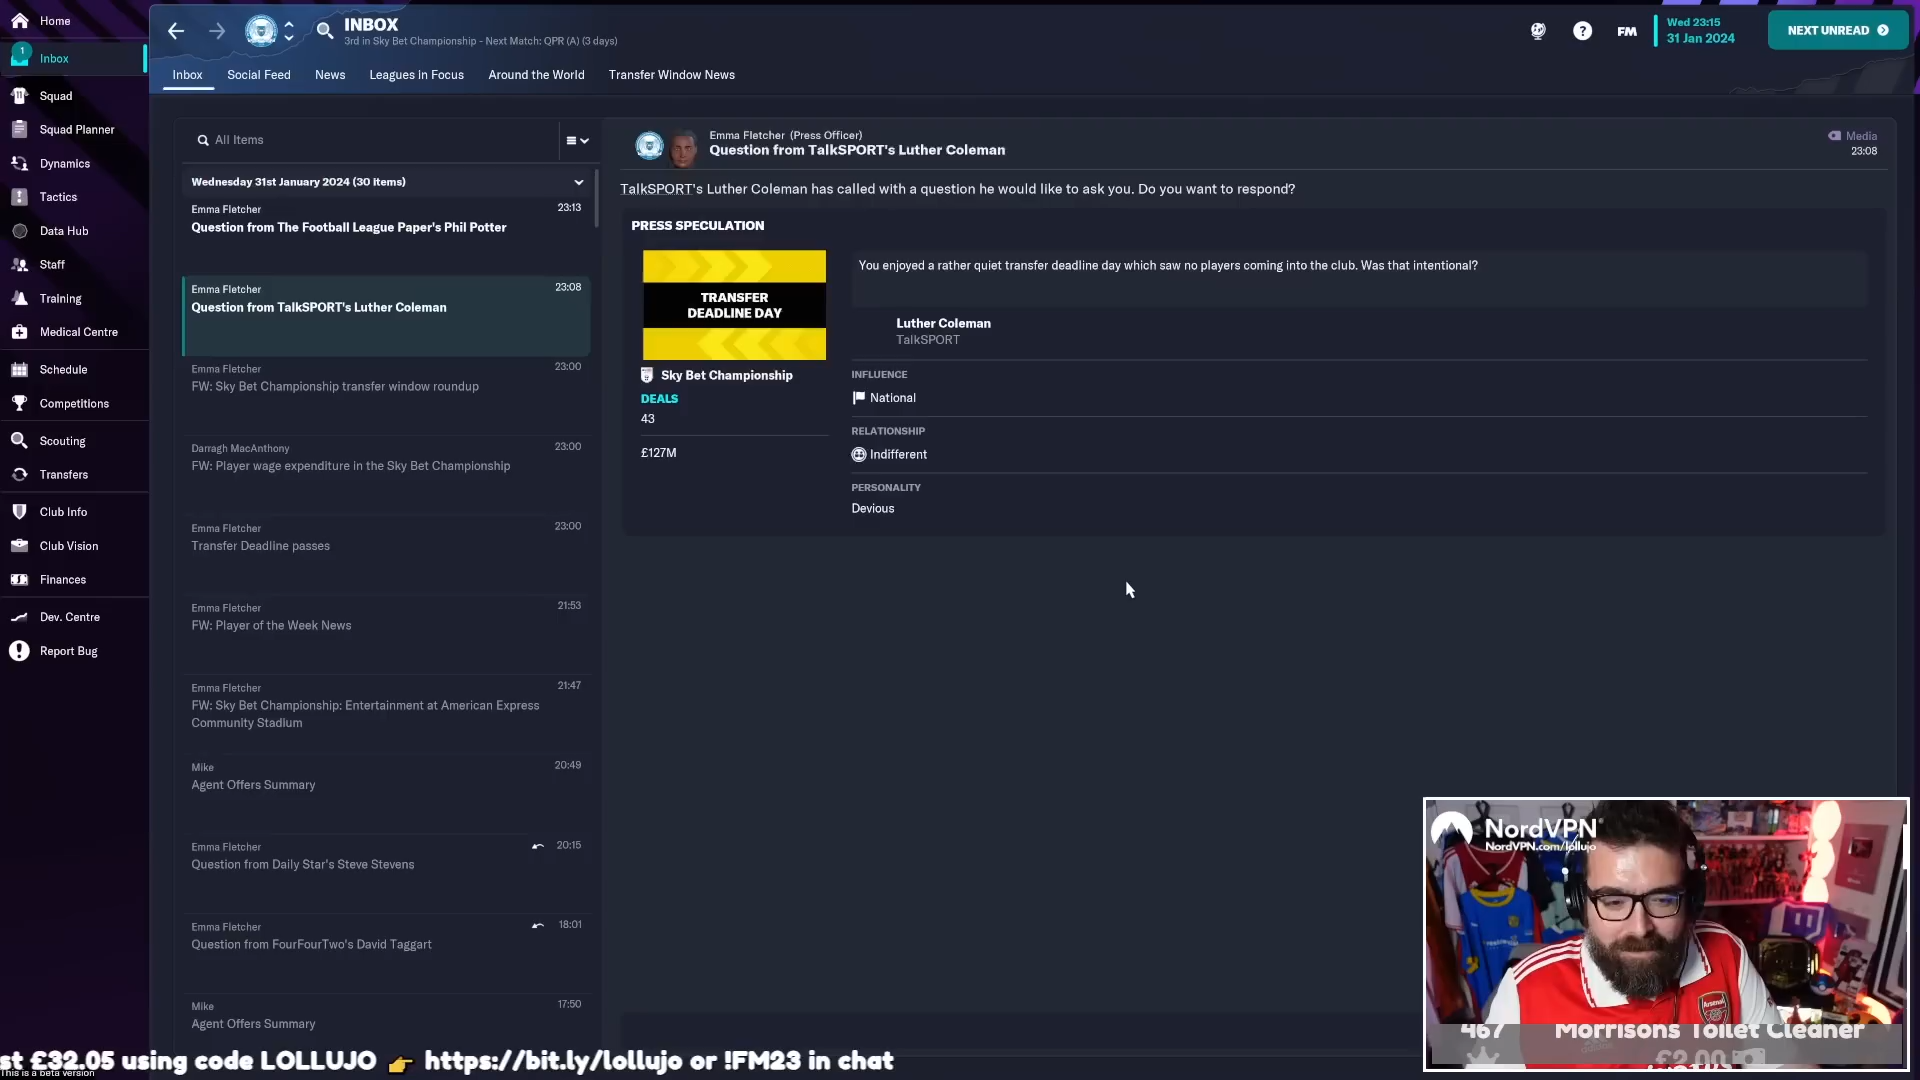 Home
1
Inbox
Squad
Squad Planner
Dynamics
Tactics
Data Hub
Staff
Training
Medical Centre
Schedule
Competitions
Scouting
Transfers
Club Info
Club Vision
Finances
Dev. Centre
Report Bug
INBOX
3rd in Sky Bet Championship - Next Match: QPR (A) (3 days)
FM
Wed 23:15
31 Jan 2024
NEXT UNREAD
Inbox Social Feed News Leagues in Focus Around the World Transfer Window News
All Items
Wednesday 31st January 2024 (30 Items)
Emma Fletcher 23:13
Question from The Football League Paper's Phil Potter
Emma Fletcher 23:08
Question from TalkSPORT's Luther Coleman
Emma Fletcher 23:00
FW: Sky Bet Championship transfer window roundup
Darragh MacAnthony 23:00
FW: Player wage expenditure in the Sky Bet Championship
Emma Fletcher 23:00
Transfer Deadline passes
Emma Fletcher 21:53
FW: Player of the Week News
Emma Fletcher 21:47
FW: Sky Bet Championship: Entertainment at American Express
Community Stadium
Mike 20:49
Agent Offers Summary
Emma Fletcher 20:15
Question from Daily Star's Steve Stevens
Emma Fletcher 18:01
Question from FourFourTwo's David Taggart
Mike 17:50
Agent Offers Summary
Emma Fletcher (Press Officer)
Question from TalkSPORT's Luther Coleman
Media
23:08
TalkSPORT's Luther Coleman has called with a question he would like to ask you. Do you want to respond?
PRESS SPECULATION
TRANSFER
DEADLINE DAY
Sky Bet Championship
DEALS
43
£127M
You enjoyed a rather quiet transfer deadline day which saw no players coming into the club. Was that intentional?
Luther Coleman
TalkSPORT
INFLUENCE
National
RELATIONSHIP
Indifferent
PERSONALITY
Devious
NordVPN
NordVPN.com/lollujo
Arsenal
467 Morrisons Toilet Cleaner
£2.00
st £32.05 using code LOLLUJO 👉 https://bit.ly/lollujo or !FM23 in chat
This is a beta version